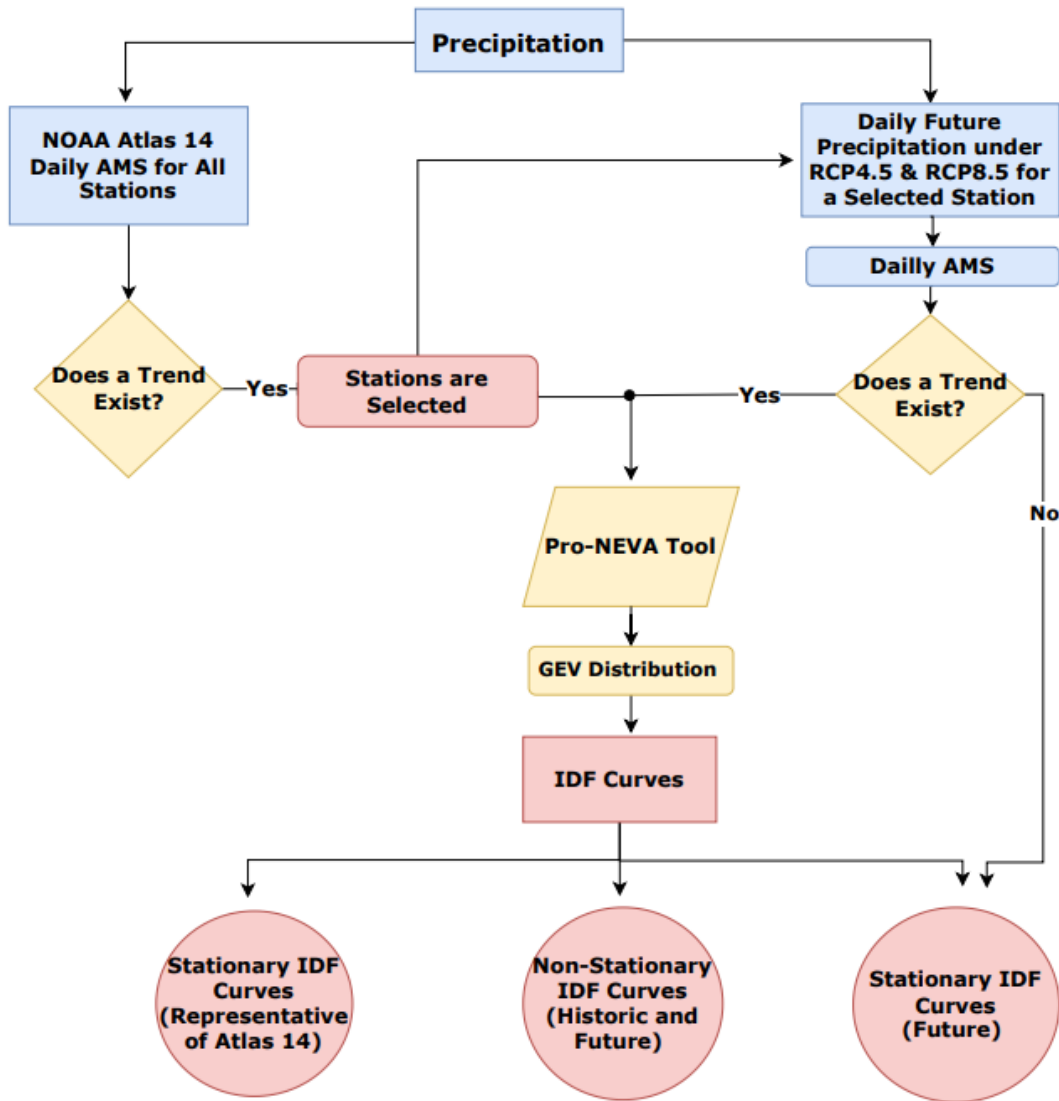 Precipitation
NOAA Atlas 14
Daily AMS for All
Stations
Daily Future
Precipitation under
RCP4.5 & RCP8.5 for
a Selected Station
Dailly AMS
Does a Trend
Exist?
Yes
Stations are
Selected
Yes
Does a Trend
Exist?
No
Pro-NEVA Tool
GEV Distribution
IDF Curves
Stationary IDF
Curves
(Representative
of Atlas 14)
Non-Stationary
IDF Curves
(Historic and
Future)
Stationary IDF
Curves
(Future)